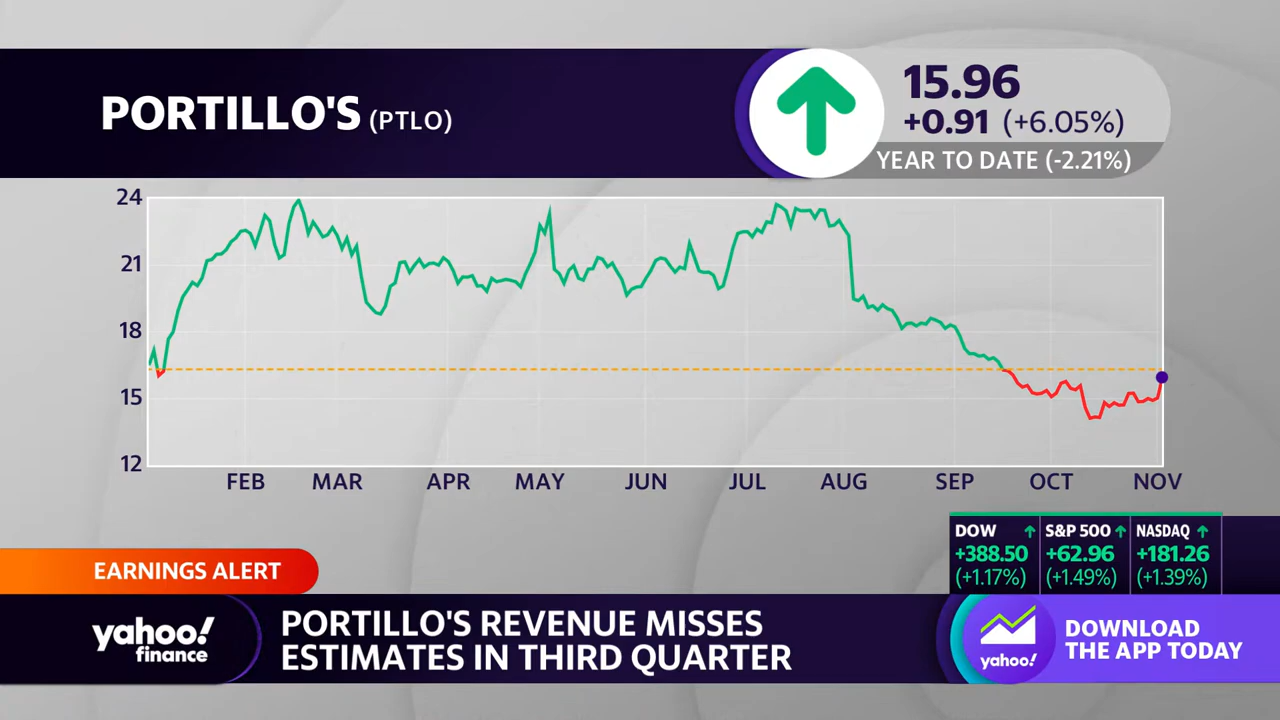 PORTILLO'S (PTLO)
15.96
+0.91 (+6.05%)
YEAR TO DATE (-2.21%)
24
21
18
15
12
FEB MAR APR MAY JUN JUL AUG SEP OCT NOV
DOW
+388.50
(+1.17%)
S&P 500
+62.96
(+1.49%)
NASDAQ
+181.26
(+1.39%)
EARNINGS ALERT
yahoo!
finance
PORTILLO'S REVENUE MISSES
ESTIMATES IN THIRD QUARTER
yahoo!
DOWNLOAD
THE APP TODAY